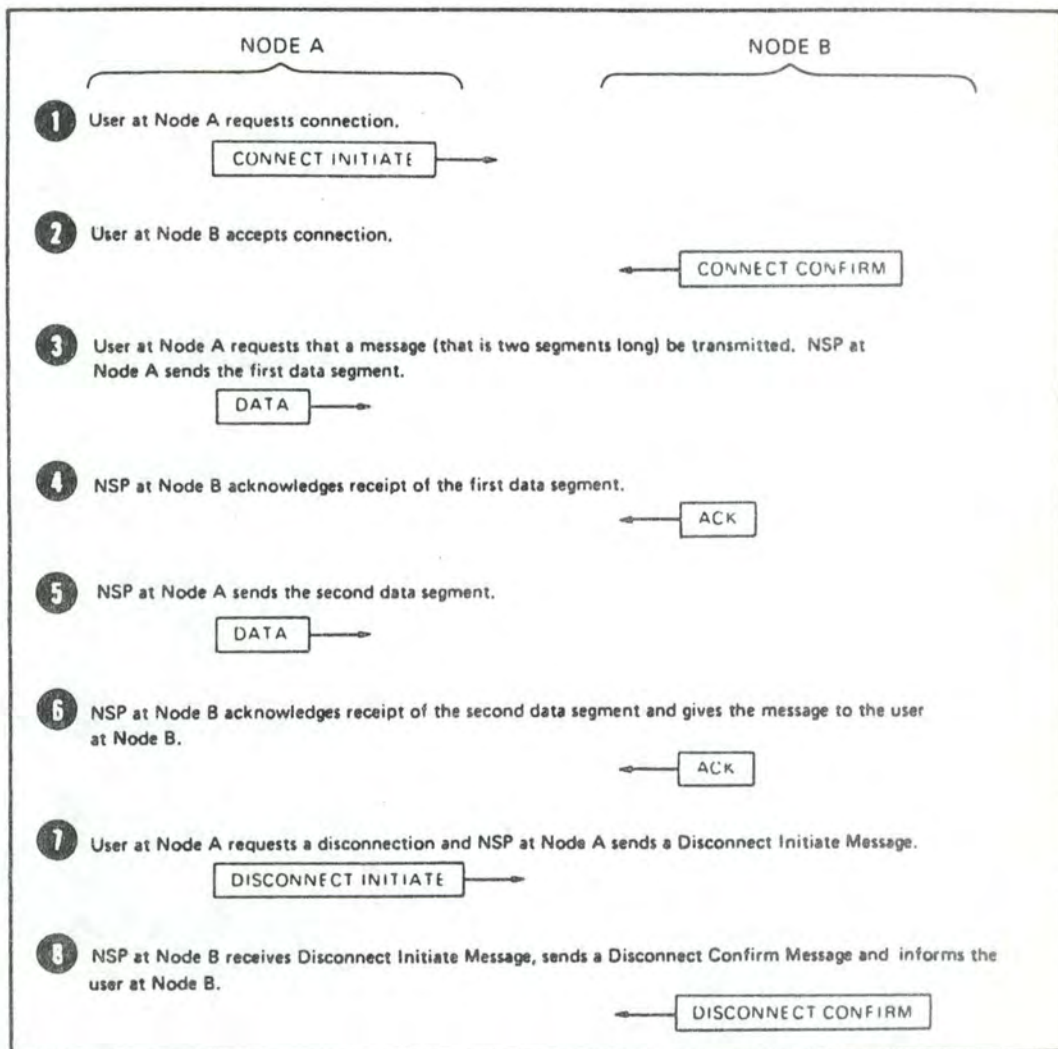 NODE A
NODE B
1 User at Node A requests connection.
CONNECT INITIATE
2 User at Node B accepts connection.
CONNECT CONFIRM
3 User at Node A requests that a message (that is two segments long) be transmitted. NSP at
Node A sends the first data segment.
DATA
4 NSP at Node B acknowledges receipt of the first data segment.
ACK
5 NSP at Node A sends the second data segment.
DATA
6 NSP at Node B acknowledges receipt of the second data segment and gives the message to the user
at Node B.
ACK
7 User at Node A requests a disconnection and NSP at Node A sends a Disconnect Initiate Message.
DISCONNECT INITIATE
8 NSP at Node B receives Disconnect Initiate Message, sends a Disconnect Confirm Message and informs the
user at Node B.
DISCONNECT CONFIRM